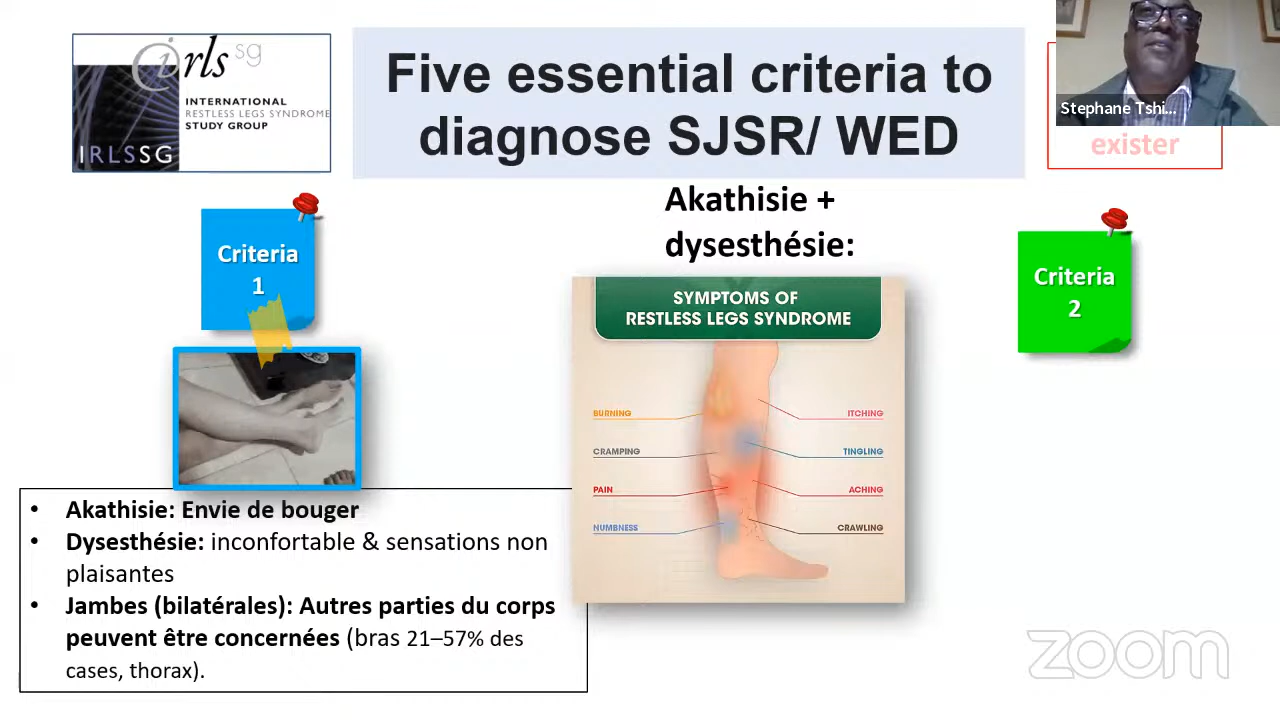 irls sg
INTERNATIONAL
RESTLESS LEGS SYNDROME
STUDY GROUP
IRLSSG
Five essential criteria to
diagnose SJSR/ WED
Stephane Tshi...
exister
Criteria
1
Akathisie +
dysesthésie:
Criteria
2
SYMPTOMS OF
RESTLESS LEGS SYNDROME
BURNING
ITCHING
CRAMPING
TINGLING
PAIN
ACHING
NUMBNESS
CRAWLING
• Akathisie: Envie de bouger
• Dysesthésie: inconfortable & sensations non
plaisantes
• Jambes (bilatérales): Autres parties du corps
peuvent être concernées (bras 21–57% des
cases, thorax).
zoom